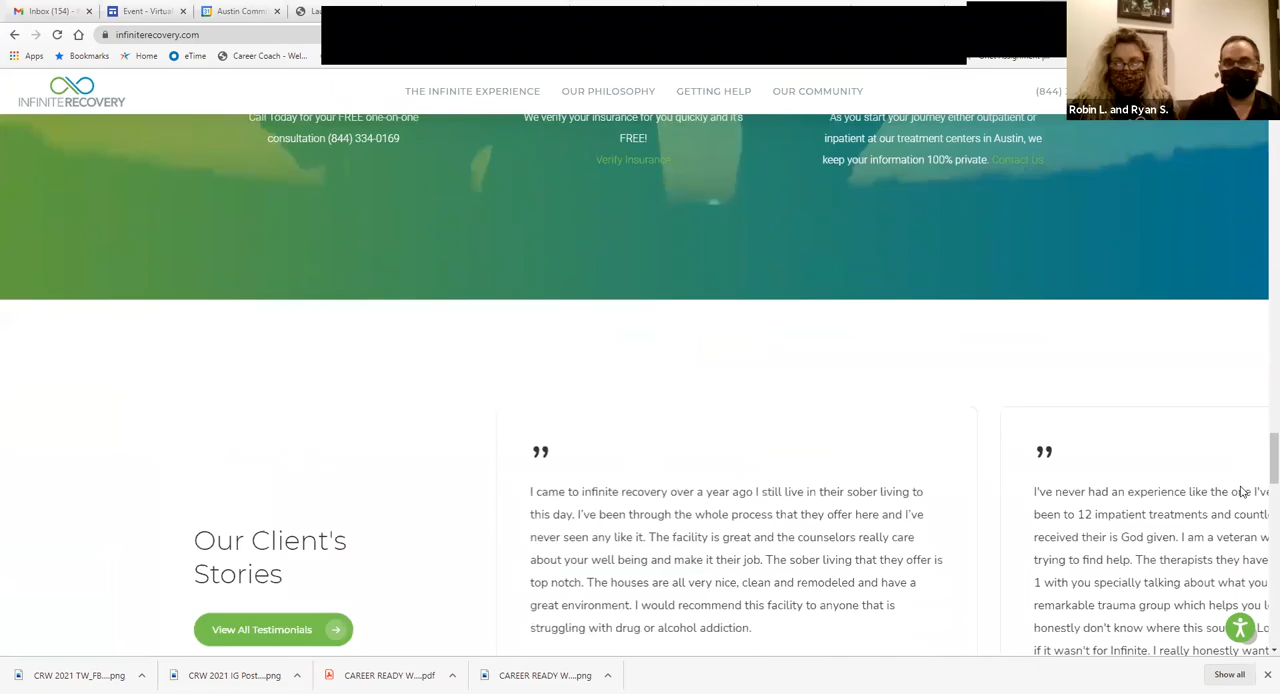 Inbox (154) -
Event - Virtual
Austin Comm
infiniterecovery.com
Apps
Bookmarks
Home
eTime
Career Coach - Wel...
INFINITERECOVERY
THE INFINITE EXPERIENCE
OUR PHILOSOPHY
GETTING HELP
OUR COMMUNITY
(844)
Robin L. and Ryan S.
Call Today for your FREE one-on-one
consultation (844) 334-0169
We verify your insurance for you quickly and it's
FREE!
Verify Insurance
As you start your journey either outpatient or
inpatient at our treatment centers in Austin, we
keep your information 100% private. Contact Us
Our Client's
Stories
View All Testimonials
”
I came to infinite recovery over a year ago I still live in their sober living to
this day. I've been through the whole process that they offer here and I've
never seen any like it. The facility is great and the counselors really care
about your well being and make it their job. The sober living that they offer is
top notch. The houses are all very nice, clean and remodeled and have a
great environment. I would recommend this facility to anyone that is
struggling with drug or alcohol addiction.
”
I've never had an experience like the one I've
been to 12 impatient treatments and countl
received their is God given. I am a veteran w
trying to find help. The therapists they have
1 with you specially talking about what you
remarkable trauma group which helps you l
honestly don't know where this sou Lo
if it wasn't for Infinite. I really honestly want
CRW 2021 TW_FB....png
CRW 2021 IG Post....png
CAREER READY W....pdf
CAREER READY W....png
Show all